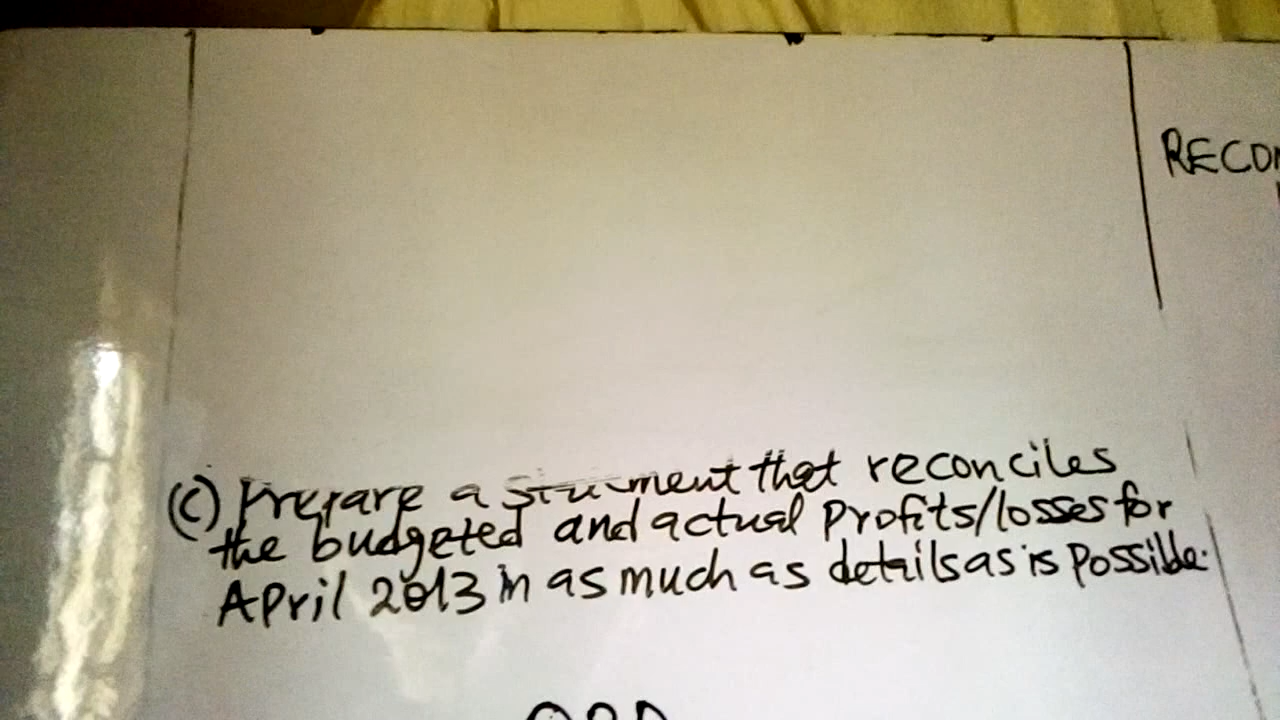 RECON
(C) Prepare a statement that reconciles
the budgeted and actual Profits/losses for
April 2013 in as much as details as is possible.